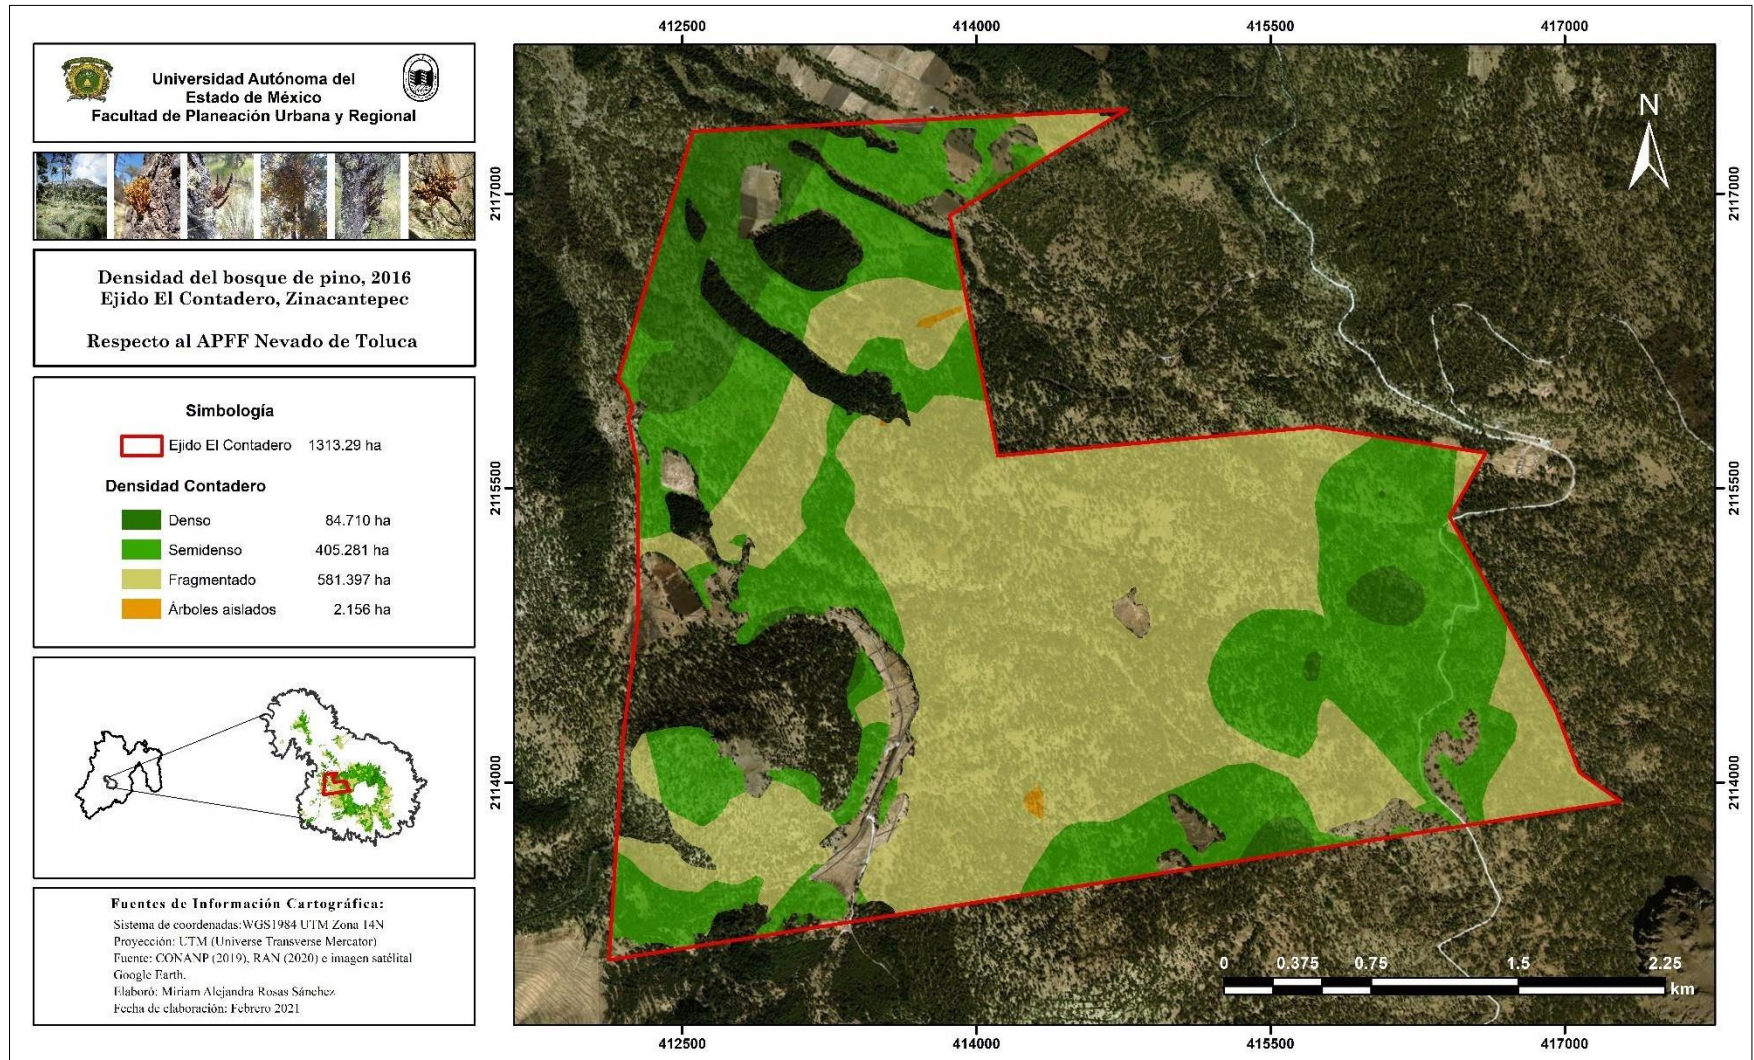 Universidad Autónoma del
Estado de México
Facultad de Planeación Urbana y Regional
Densidad del bosque de pino, 2016
Ejido El Contadero, Zinacantepec
Respecto al APFF Nevado de Toluca
Simbología
Ejido El Contadero 1313.29 ha
Densidad Contadero
Denso 84.710 ha
Semidenso 405.281 ha
Fragmentado 581.397 ha
Árboles aislados 2.156 ha
Fuentes de Información Cartográfica:
Sistema de coordenadas:WGS1984 UTM Zona 14N
Proyección: UTM (Universe Transverse Mercator)
Fuente: CONANP (2019), RAN (2020) e imagen satélital
Google Earth.
Elaboró: Miriam Alejandra Rosas Sánchez
Fecha de elaboración: Febrero 2021
412500 414000 415500 417000
2117000
2115500
2114000
N
2117000
2115500
2114000
0 0.375 0.75 1.5 2.25
km
412500 414000 415500 417000